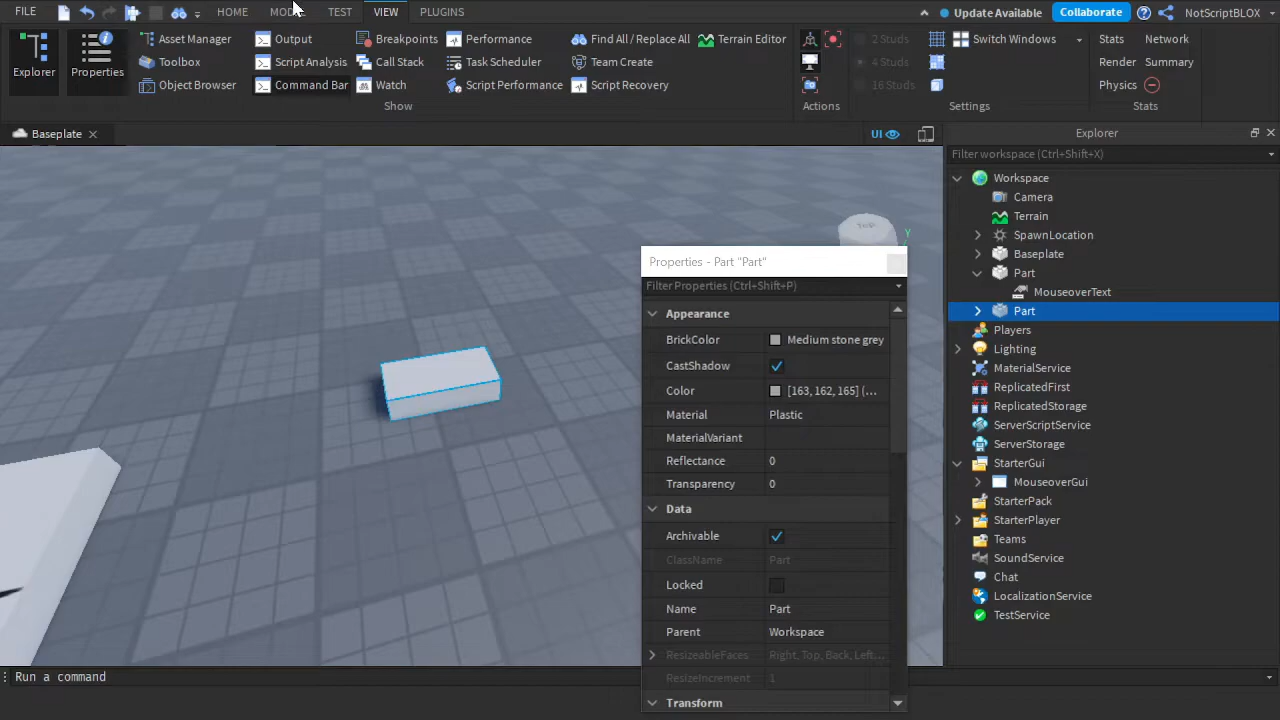 FILE HOME MODEL TEST VIEW PLUGINS Update Available Collaborate NotScriptBLOX
Explorer
Properties
Asset Manager
Toolbox
Object Browser
Output
Script Analysis
Command Bar
Breakpoints
Call Stack
Watch
Performance
Task Scheduler
Script Performance
Find All / Replace All
Team Create
Script Recovery
Terrain Editor
Show
Actions
2 Studs
4 Studs
16 Studs
Switch Windows
Settings
Stats Network
Render Summary
Physics
Stats
Baseplate
UI
Top
Y
Explorer
Filter workspace (Ctrl+Shift+X)
Workspace
Camera
Terrain
SpawnLocation
Baseplate
Part
MouseoverText
Part
Players
Lighting
MaterialService
ReplicatedFirst
ReplicatedStorage
ServerScriptService
ServerStorage
StarterGui
MouseoverGui
StarterPack
StarterPlayer
Teams
SoundService
Chat
LocalizationService
TestService
Properties - Part "Part"
Filter Properties (Ctrl+Shift+P)
Appearance
BrickColor Medium stone grey
CastShadow
Color [163, 162, 165] (...
Material Plastic
MaterialVariant
Reflectance 0
Transparency 0
Data
Archivable
ClassName Part
Locked
Name Part
Parent Workspace
ResizeableFaces Right, Top, Back, Left...
ResizeIncrement 1
Transform
Run a command